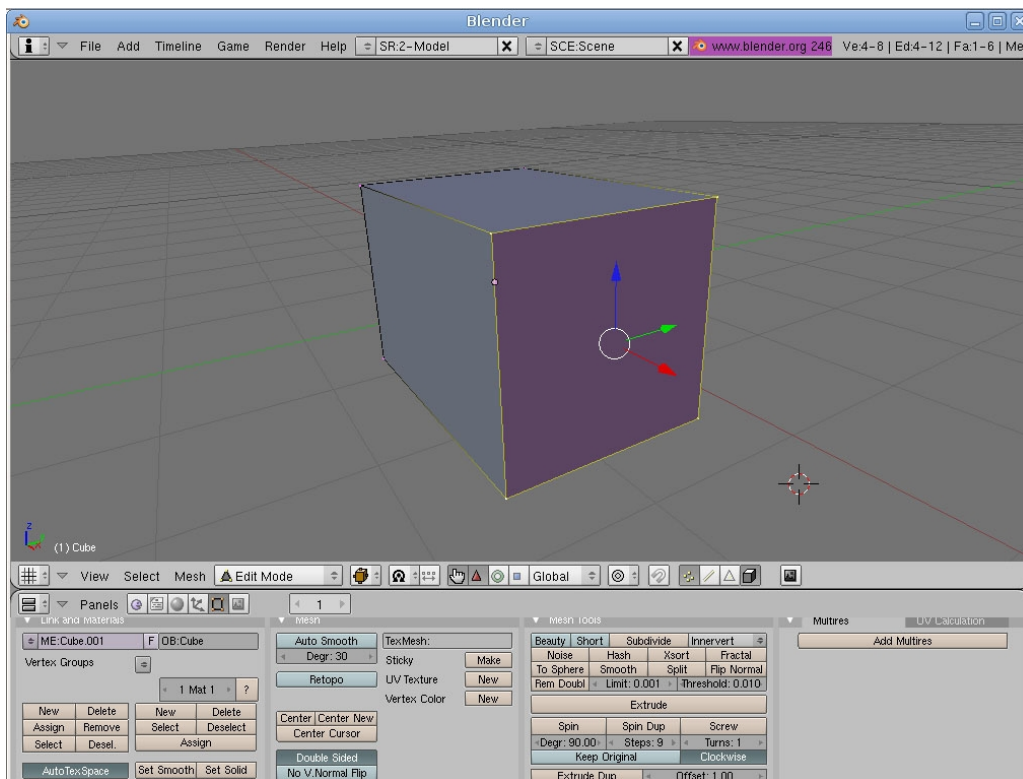 Blender
File Add Timeline Game Render Help SR:2-Model X SCE:Scene X www.blender.org 246 Ve:4-8 | Ed:4-12 | Fa:1-6 | Me
z
(1) Cube
View Select Mesh Edit Mode Global
Panels 1
Link and Materials Mesh Mesh Tools Multires UV Calculation
ME:Cube.001 F OB:Cube Auto Smooth TexMesh: Beauty Short Subdivide Innervert Add Multires
Vertex Groups Degr: 30 Sticky Make Noise Hash Xsort Fractal
To Sphere Smooth Split Flip Normal
1 Mat 1 ? Retopo UV Texture New Rem Doubl Limit: 0.001 Threshold: 0.010
Vertex Color New Extrude
New Delete New Delete Center Center New Spin Spin Dup Screw
Assign Remove Select Deselect Center Cursor Degr: 90.00 Steps: 9 Turns: 1
Select Desel. Assign Double Sided Keep Original Clockwise
AutoTexSpace Set Smooth Set Solid No V.Normal Flip Extrude Dup Offset: 1.00